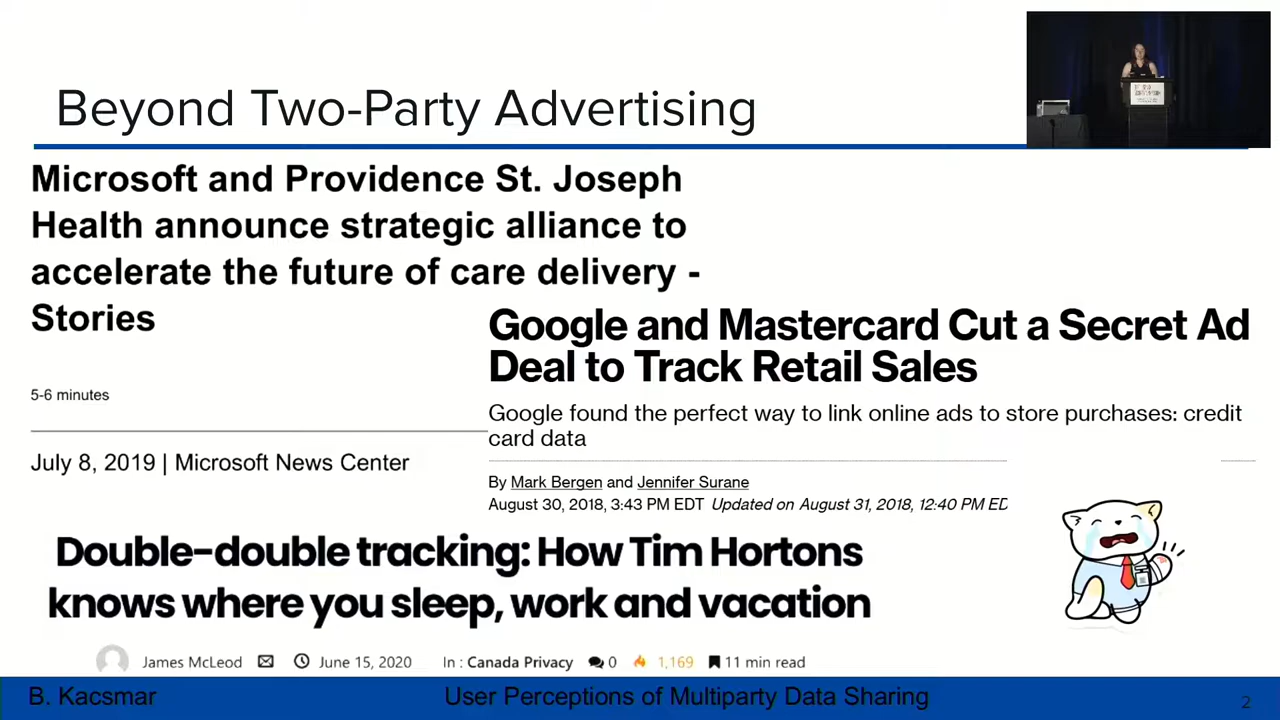 Beyond Two-Party Advertising
Microsoft and Providence St. Joseph
Health announce strategic alliance to
accelerate the future of care delivery -
Stories
5-6 minutes
July 8, 2019 | Microsoft News Center
Google and Mastercard Cut a Secret Ad
Deal to Track Retail Sales
Google found the perfect way to link online ads to store purchases: credit
card data
By Mark Bergen and Jennifer Surane
August 30, 2018, 3:43 PM EDT Updated on August 31, 2018, 12:40 PM ED
Double-double tracking: How Tim Hortons
knows where you sleep, work and vacation
James McLeod June 15, 2020 In : Canada Privacy 0 1,169 11 min read
B. Kacsmar User Perceptions of Multiparty Data Sharing 2